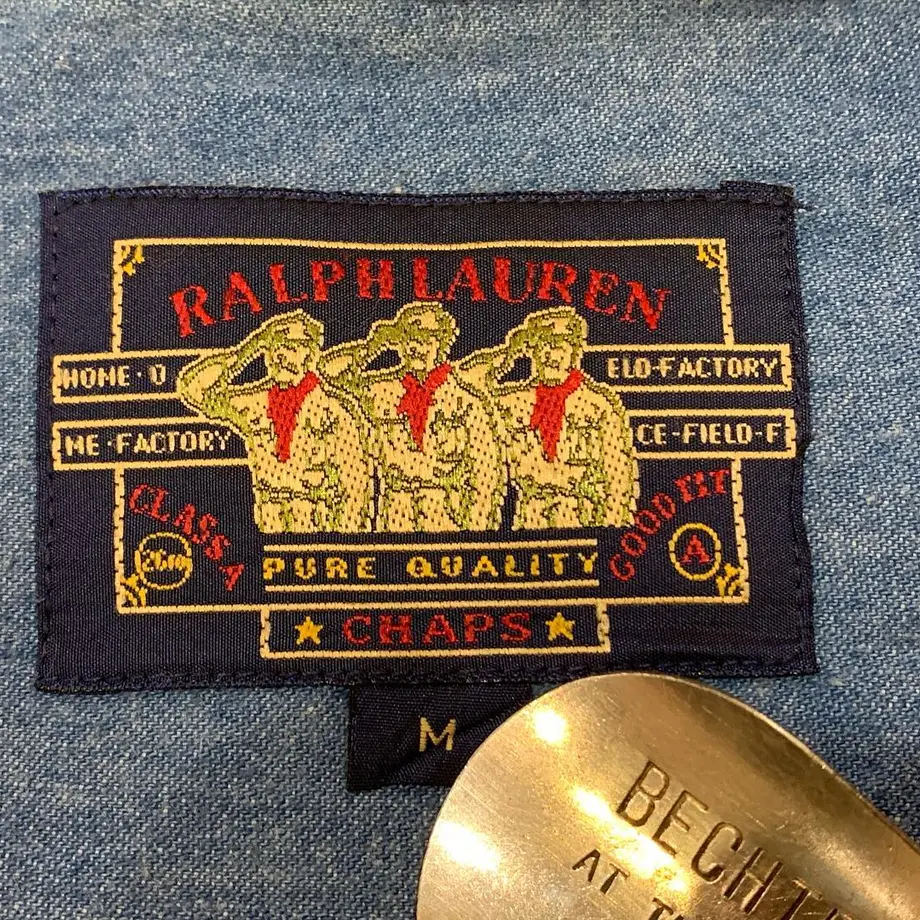 RALPH LAUREN
HOME·
ELD·FACTORY
ME·FACTORY
CE-FIELD-F
CLASS·A
GOOD FIT
A
PURE QUALITY
★ CHAPS ★
M
BECHT
AT